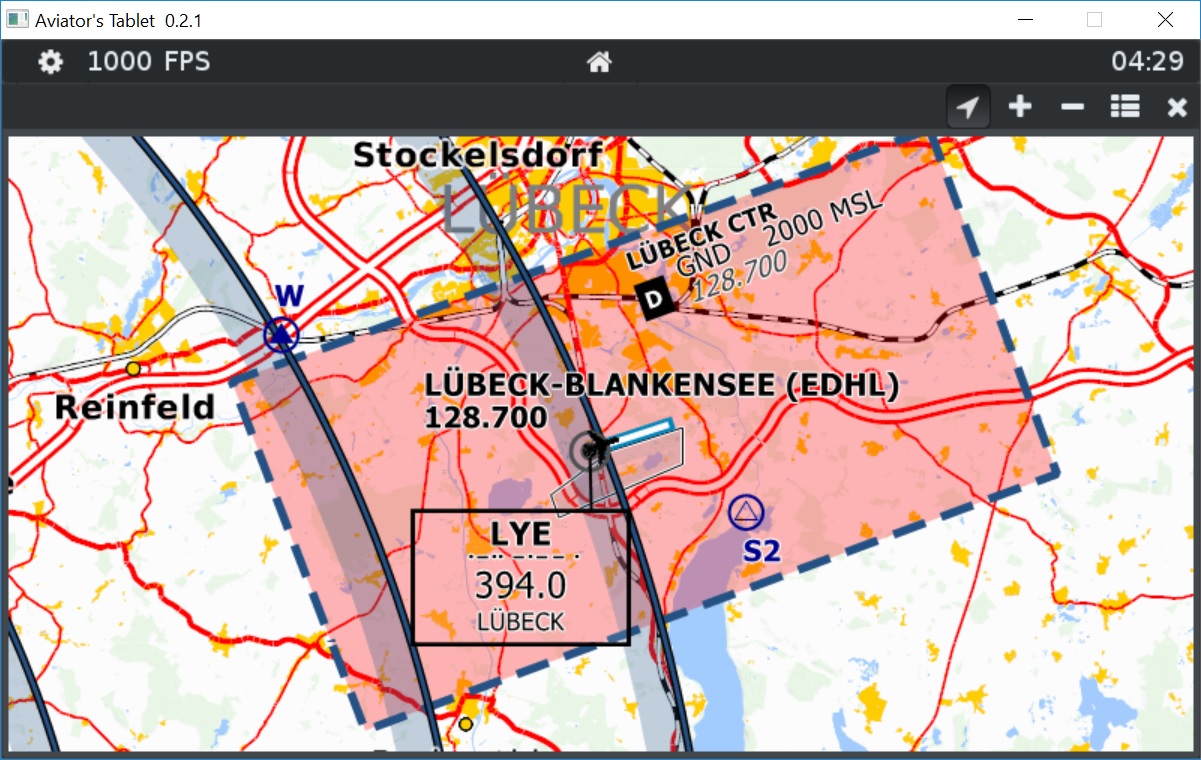 Aviator's Tablet 0.2.1
1000 FPS
04:29
Stockelsdorf
LÜBECK
LÜBECK CTR
GND 2000 MSL
128.700
D
W
Reinfeld
LÜBECK-BLANKENSEE (EDHL)
128.700
LYE
394.0
LÜBECK
S2